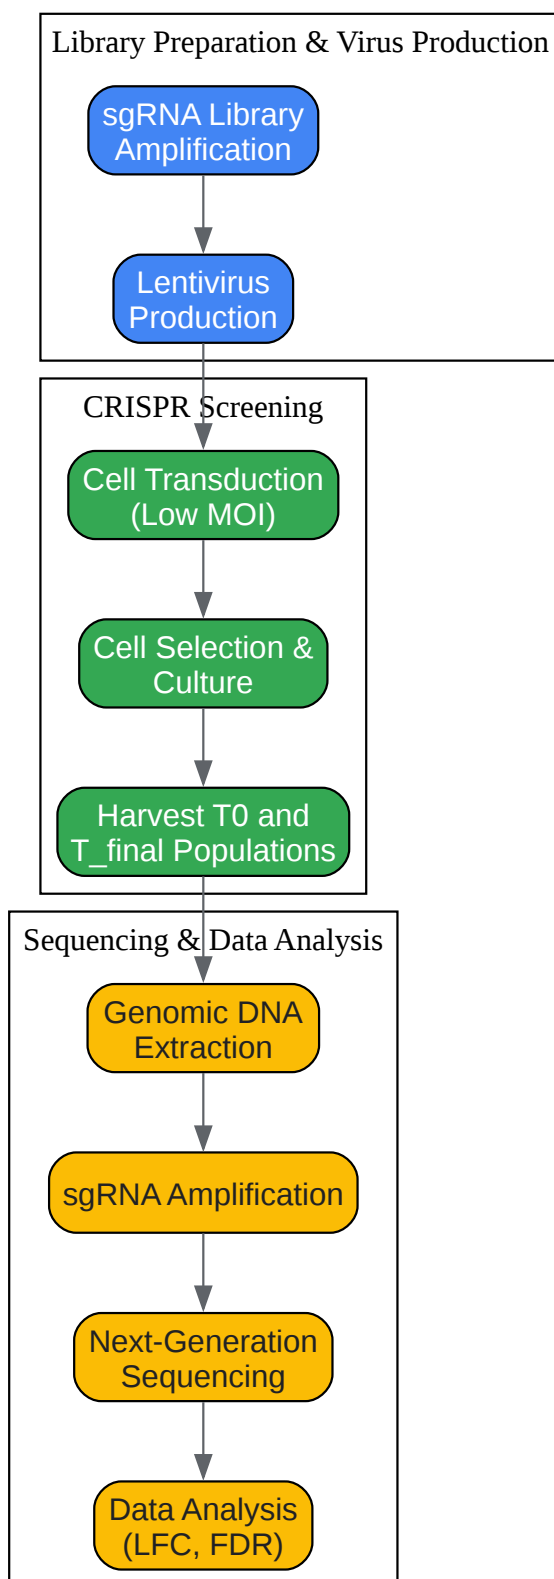 Library Preparation & Virus Production
sgRNA Library
Amplification
Lentivirus
Production
CRISPR Screening
Cell Transduction
(Low MOI)
Cell Selection &
Culture
Harvest T0 and
T_final Populations
Sequencing & Data Analysis
Genomic DNA
Extraction
sgRNA Amplification
Next-Generation
Sequencing
Data Analysis
(LFC, FDR)